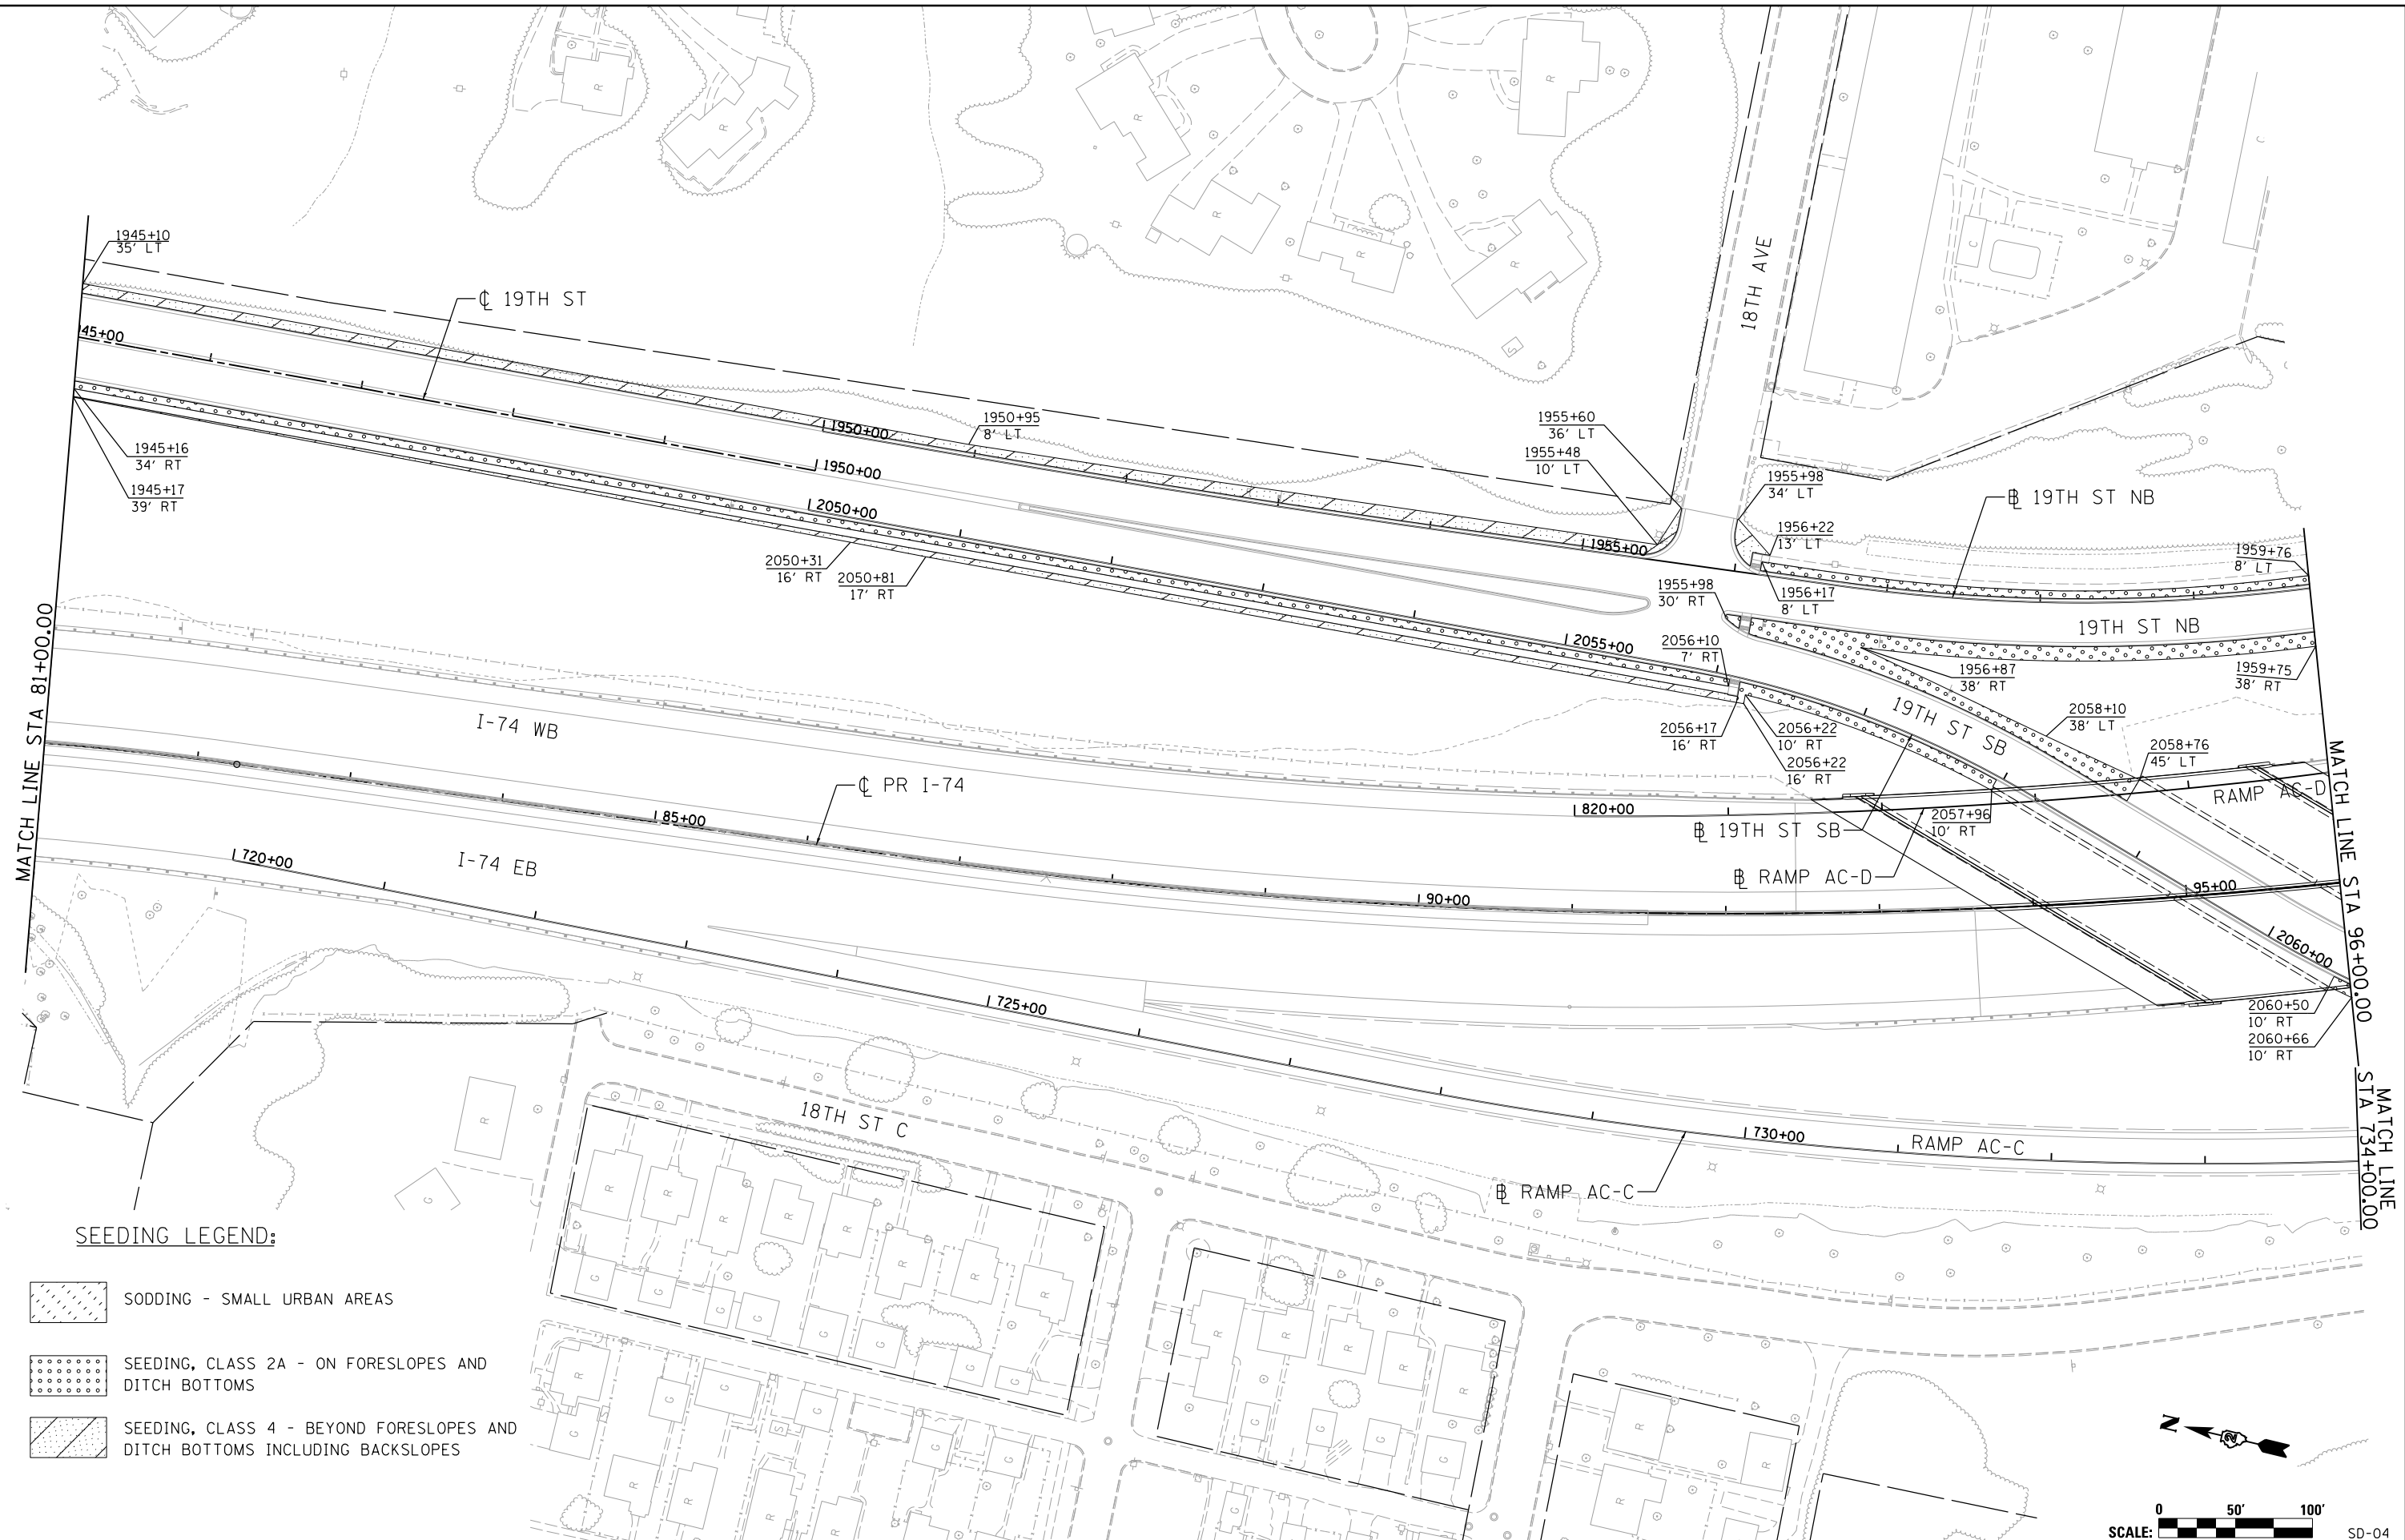 1945+10
35' LT
℄ 19TH ST
45+00
1945+16
34' RT
1945+17
39' RT
1950+00
1950+00
1950+95
8' LT
2050+00
2050+31
16' RT
2050+81
17' RT
18TH AVE
1955+60
36' LT
1955+48
10' LT
1955+00
1955+98
34' LT
1956+22
13' LT
1956+17
8' LT
BL 19TH ST NB
1959+76
8' LT
1955+98
30' RT
19TH ST NB
2055+00
2056+10
7' RT
1956+87
38' RT
1959+75
38' RT
19TH ST SB
2058+10
38' LT
2058+76
45' LT
2056+17
16' RT
2056+22
10' RT
2056+22
16' RT
MATCH LINE STA 81+00.00
I-74 WB
℄ PR I-74
85+00
I-74 EB
720+00
820+00
BL 19TH ST SB
2057+96
10' RT
RAMP AC-D
BL RAMP AC-D
90+00
95+00
2060+00
MATCH LINE STA 96+00.00
2060+50
10' RT
2060+66
10' RT
725+00
18TH ST C
730+00
RAMP AC-C
BL RAMP AC-C
MATCH LINE
STA 734+00.00
SEEDING LEGEND:
SODDING - SMALL URBAN AREAS
SEEDING, CLASS 2A - ON FORESLOPES AND
DITCH BOTTOMS
SEEDING, CLASS 4 - BEYOND FORESLOPES AND
DITCH BOTTOMS INCLUDING BACKSLOPES
N
0 50' 100'
SCALE:
SD-04